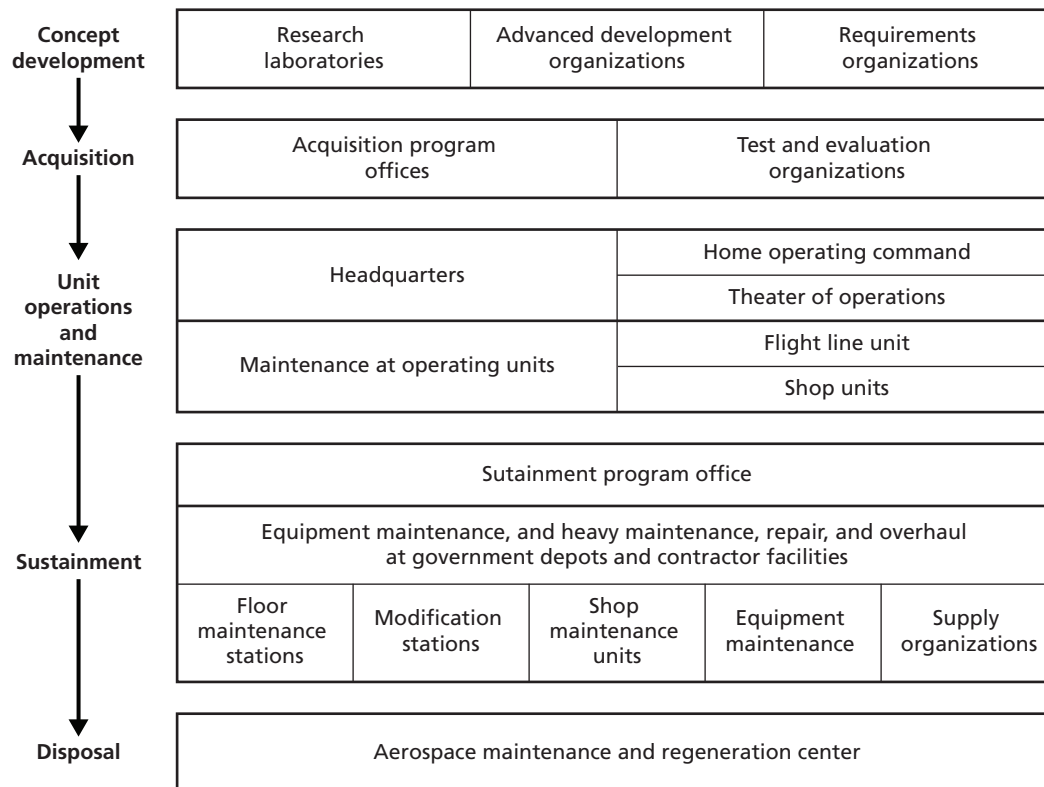 Concept
development
Research
laboratories
Advanced development
organizations
Requirements
organizations
Acquisition
Acquisition program
offices
Test and evaluation
organizations
Unit
operations
and
maintenance
Headquarters
Home operating command
Theater of operations
Maintenance at operating units
Flight line unit
Shop units
Sustainment
Sutainment program office
Equipment maintenance, and heavy maintenance, repair, and overhaul
at government depots and contractor facilities
Floor
maintenance
stations
Modification
stations
Shop
maintenance
units
Equipment
maintenance
Supply
organizations
Disposal
Aerospace maintenance and regeneration center